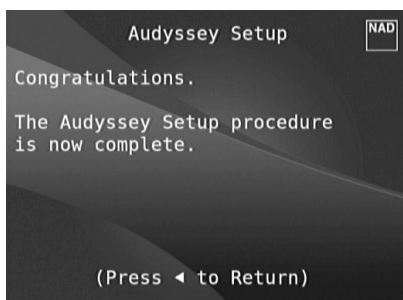 Audyssey Setup
NAD
Congratulations.
The Audyssey Setup procedure
is now complete.
(Press ◄ to Return)